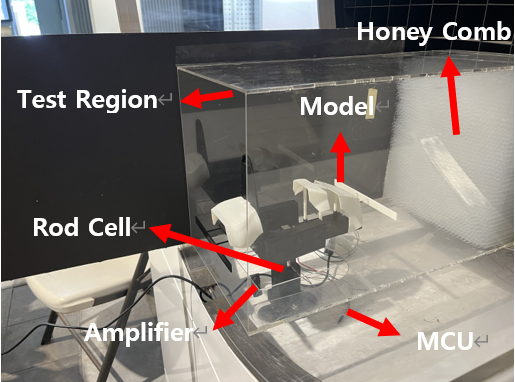 Honey Comb
Test Region
Model
Rod Cell
Amplifier
MCU